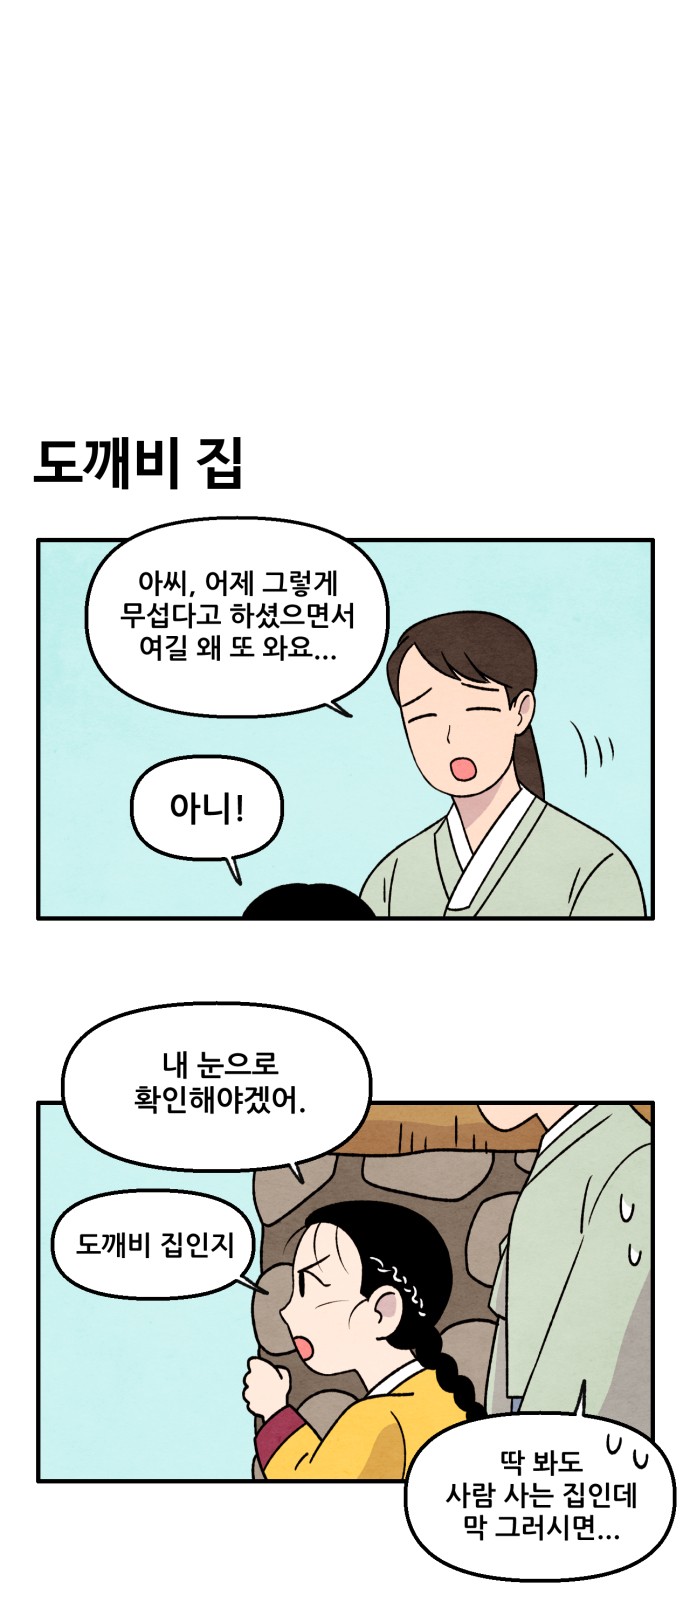 도깨비 집
아씨, 어제 그렇게
무섭다고 하셨으면서
여길 왜 또 와요...
아니!
내 눈으로
확인해야겠어.
도깨비 집인지
딱 봐도
사람 사는 집인데
막 그러시면...